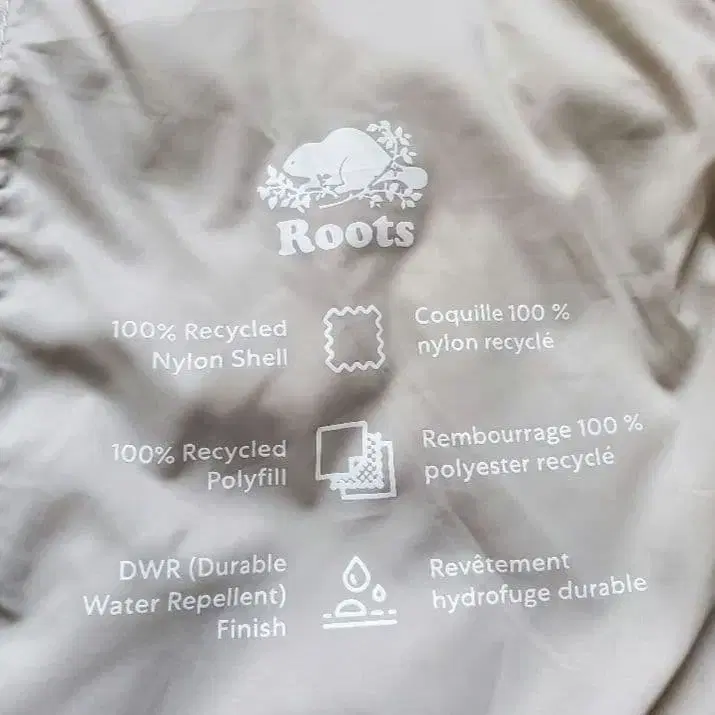 Roots
100% Recycled
Nylon Shell
Coquille 100 %
nylon recyclé
100% Recycled
Polyfill
Rembourrage 100 %
polyester recyclé
DWR (Durable
Water Repellent)
Finish
Revêtement
hydrofuge durable